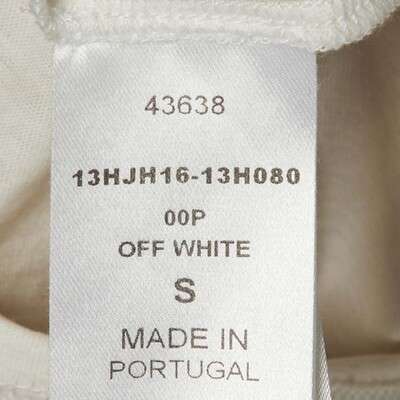 43638
13HJH16-13H080
00P
OFF WHITE
S
MADE IN
PORTUGAL